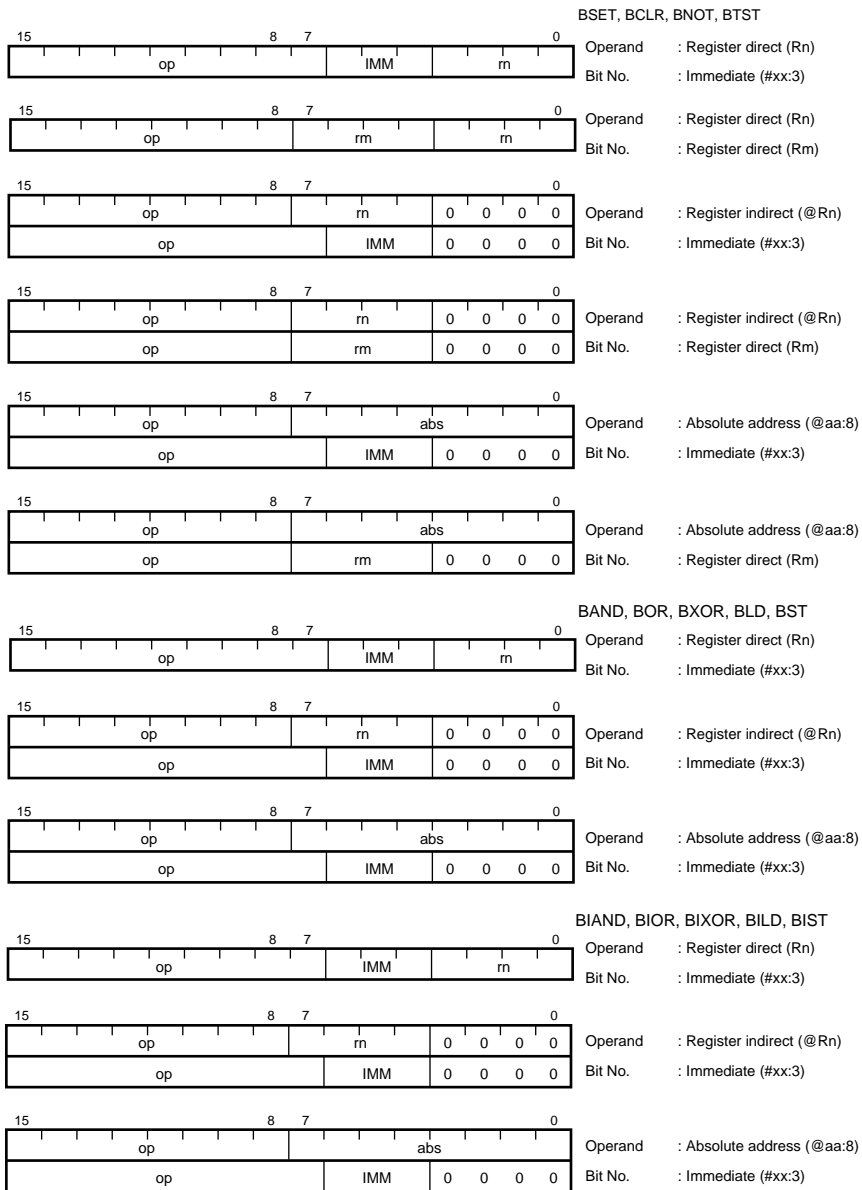 BSET, BCLR, BNOT, BTST
15 8 7 0
op IMM rn
Operand : Register direct (Rn)
Bit No. : Immediate (#xx:3)
15 8 7 0
op rm rn
Operand : Register direct (Rn)
Bit No. : Register direct (Rm)
15 8 7 0
op rn 0 0 0 0 Operand : Register indirect (@Rn)
op IMM 0 0 0 0 Bit No. : Immediate (#xx:3)
15 8 7 0
op rn 0 0 0 0 Operand : Register indirect (@Rn)
op rm 0 0 0 0 Bit No. : Register direct (Rm)
15 8 7 0
op abs Operand : Absolute address (@aa:8)
op IMM 0 0 0 0 Bit No. : Immediate (#xx:3)
15 8 7 0
op abs Operand : Absolute address (@aa:8)
op rm 0 0 0 0 Bit No. : Register direct (Rm)
BAND, BOR, BXOR, BLD, BST
15 8 7 0
op IMM rn
Operand : Register direct (Rn)
Bit No. : Immediate (#xx:3)
15 8 7 0
op rn 0 0 0 0 Operand : Register indirect (@Rn)
op IMM 0 0 0 0 Bit No. : Immediate (#xx:3)
15 8 7 0
op abs Operand : Absolute address (@aa:8)
op IMM 0 0 0 0 Bit No. : Immediate (#xx:3)
BIAND, BIOR, BIXOR, BILD, BIST
15 8 7 0
op IMM rn
Operand : Register direct (Rn)
Bit No. : Immediate (#xx:3)
15 8 7 0
op rn 0 0 0 0 Operand : Register indirect (@Rn)
op IMM 0 0 0 0 Bit No. : Immediate (#xx:3)
15 8 7 0
op abs Operand : Absolute address (@aa:8)
op IMM 0 0 0 0 Bit No. : Immediate (#xx:3)